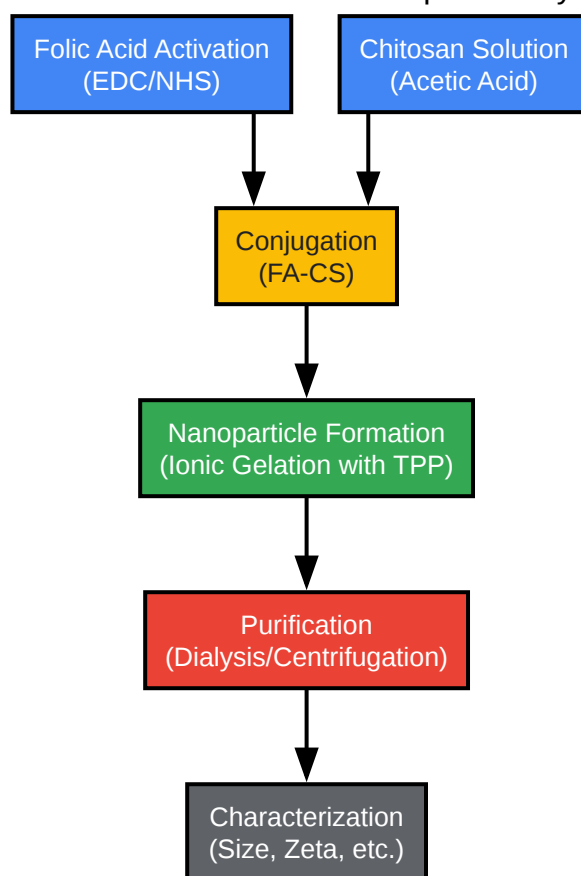 Folic Acid Activation
(EDC/NHS)
Chitosan Solution
(Acetic Acid)
Conjugation
(FA-CS)
Nanoparticle Formation
(Ionic Gelation with TPP)
Purification
(Dialysis/Centrifugation)
Characterization
(Size, Zeta, etc.)